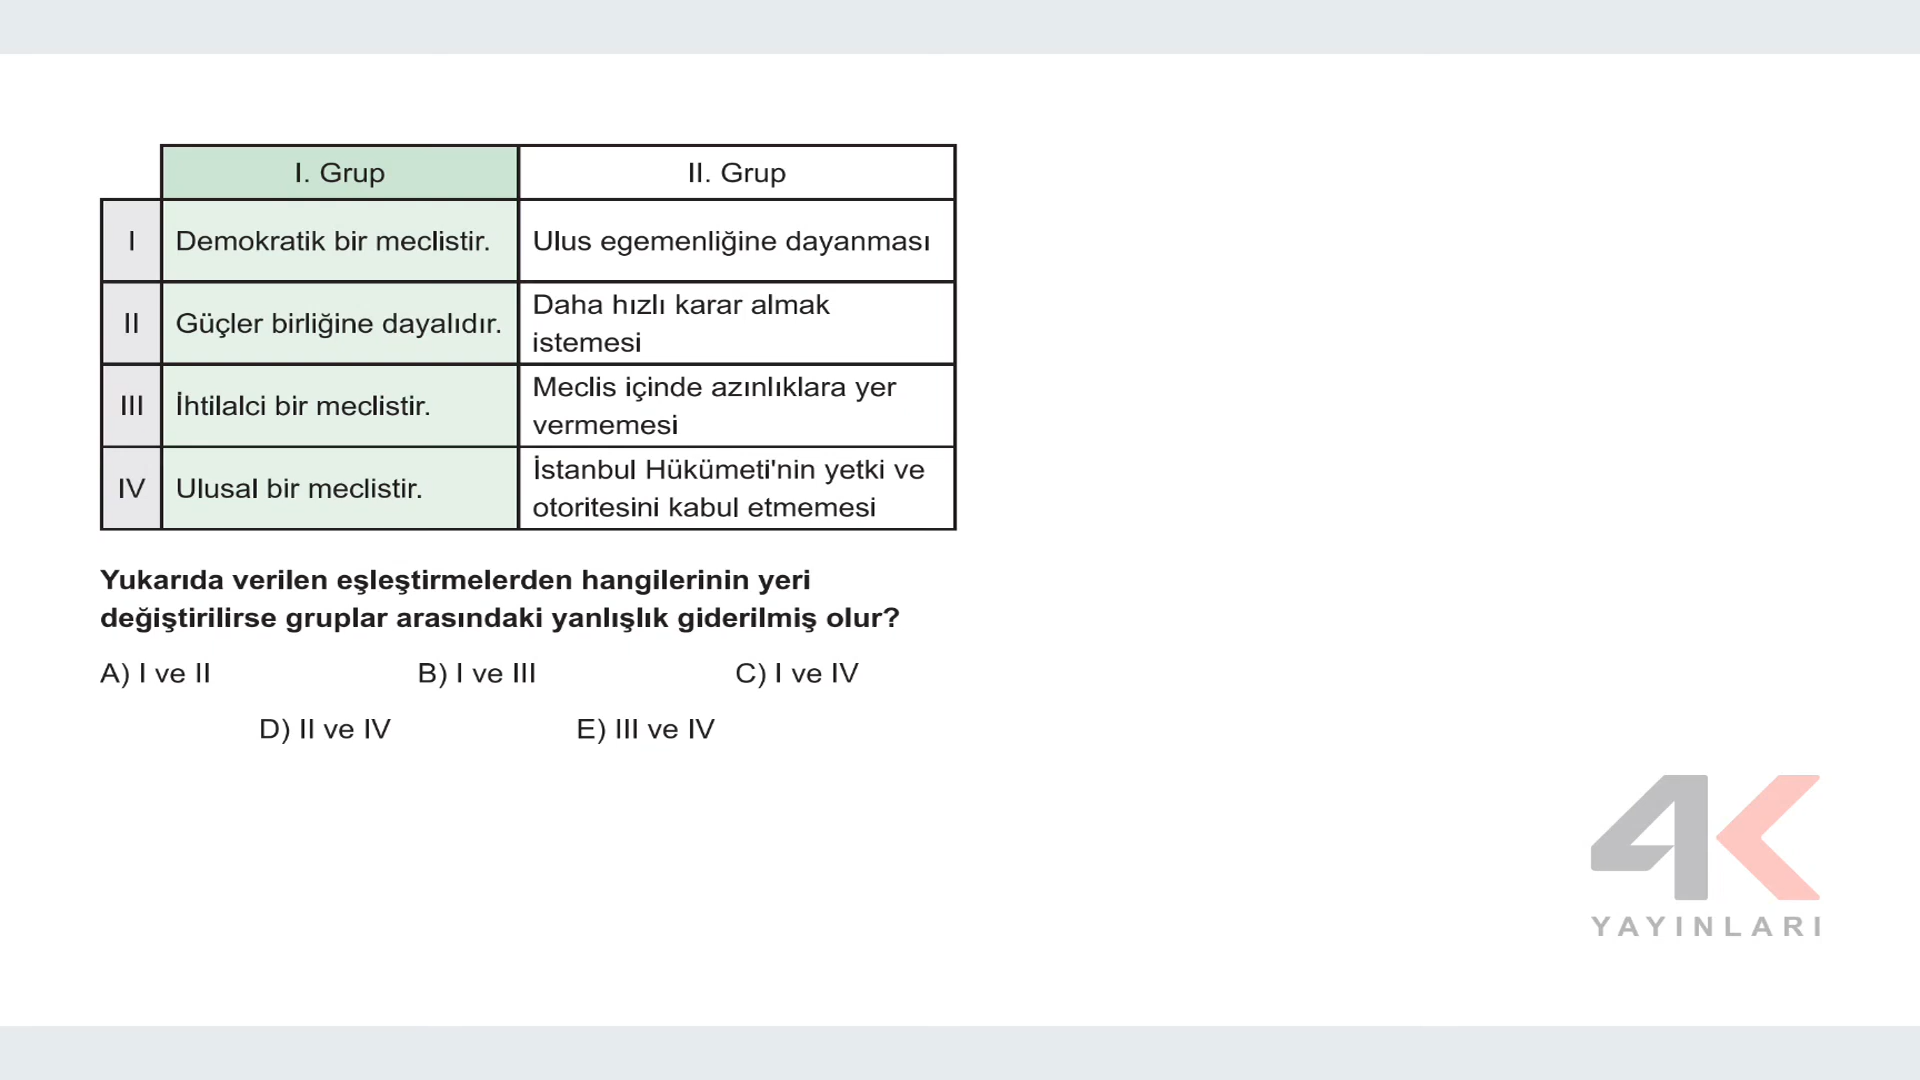 I. Grup II. Grup
I Demokratik bir meclistir. Ulus egemenliğine dayanması
II Güçler birliğine dayalıdır. Daha hızlı karar almak
istemesi
III İhtilalci bir meclistir. Meclis içinde azınlıklara yer
vermemesi
IV Ulusal bir meclistir. İstanbul Hükümeti'nin yetki ve
otoritesini kabul etmemesi
Yukarıda verilen eşleştirmelerden hangilerinin yeri
değiştirilirse gruplar arasındaki yanlışlık giderilmiş olur?
A) I ve II B) I ve III C) I ve IV
D) II ve IV E) III ve IV
4K
YAYINLARI